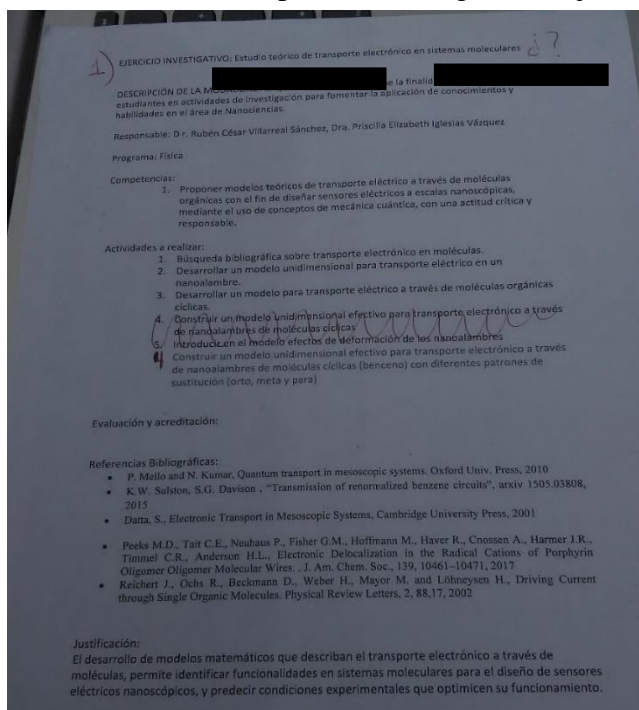 1) EJERCICIO INVESTIGATIVO: Estudio teórico de transporte electrónico en sistemas moleculares ¿?
DESCRIPCIÓN DE LA la finalid
estudiantes en actividades de investigación para fomentar la aplicación de conocimientos y
habilidades en el área de Nanociencias.
Responsable: Dr. Rubén César Villarreal Sánchez, Dra. Priscilla Elizabeth Iglesias Vázquez
Programa: Física
Competencias:
1. Proponer modelos teóricos de transporte eléctrico a través de moléculas
orgánicas con el fin de diseñar sensores eléctricos a escalas nanoscópicas,
mediante el uso de conceptos de mecánica cuántica, con una actitud crítica y
responsable.
Actividades a realizar:
1. Búsqueda bibliográfica sobre transporte electrónico en moléculas.
2. Desarrollar un modelo unidimensional para transporte eléctrico en un
nanoalambre.
3. Desarrollar un modelo para transporte eléctrico a través de moléculas orgánicas
cíclicas.
4. Construir un modelo unidimensional efectivo para transporte electrónico a través
de nanoalambres de moléculas cíclicas
5. Introducir en el modelo efectos de deformación de los nanoalambres
4 Construir un modelo unidimensional efectivo para transporte electrónico a través
de nanoalambres de moléculas cíclicas (benceno) con diferentes patrones de
sustitución (orto, meta y para)
Evaluación y acreditación:
Referencias Bibliográficas:
• P. Mello and N. Kumar, Quantum transport in mesoscopic systems. Oxford Univ. Press, 2010
• K.W. Sulston, S.G. Davison , "Transmission of renormalized benzene circuits", arxiv 1505.03808,
2015
• Datta, S., Electronic Transport in Mesoscopic Systems, Cambridge University Press, 2001
• Peeks M.D., Tait C.E., Neuhaus P., Fisher G.M., Hoffmann M., Haver R., Cnossen A., Harmer J.R.,
Timmel C.R., Anderson H.L., Electronic Delocalization in the Radical Cations of Porphyrin
Oligomer Oligomer Molecular Wires. . J. Am. Chem. Soc., 139, 10461–10471, 2017
• Reichert J., Ochs R., Beckmann D., Weber H., Mayor M. and Löhneysen H., Driving Current
through Single Organic Molecules. Physical Review Letters, 2, 88,17, 2002
Justificación:
El desarrollo de modelos matemáticos que describan el transporte electrónico a través de
moléculas, permite identificar funcionalidades en sistemas moleculares para el diseño de sensores
eléctricos nanoscópicos, y predecir condiciones experimentales que optimicen su funcionamiento.